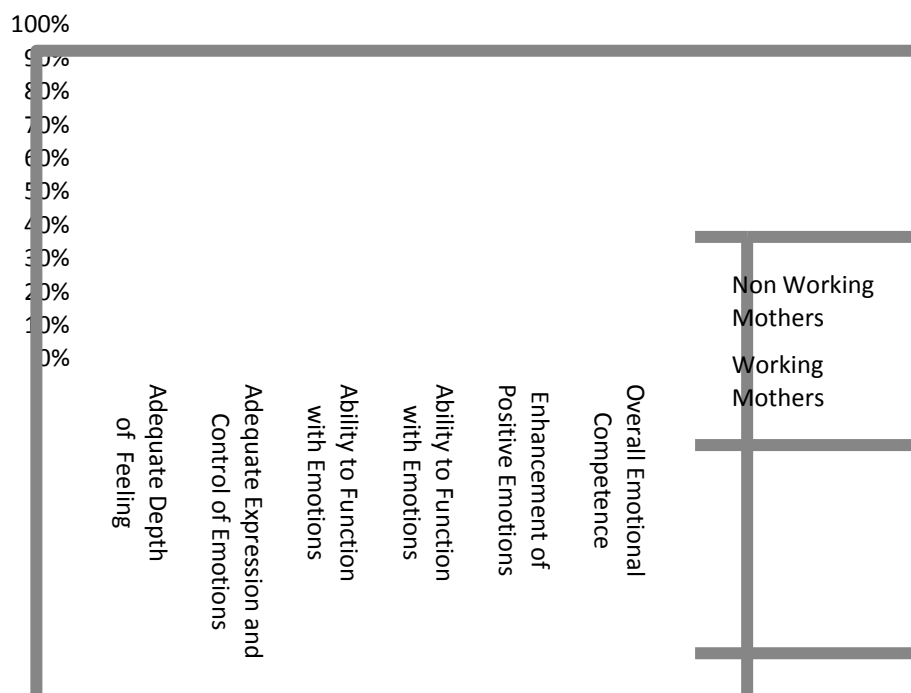 100%
90%
80%
70%
60%
50%
40%
30%
20%
10%
0%
Adequate Depth
of Feeling
Adequate Expression and
Control of Emotions
Ability to Function
with Emotions
Ability to Function
with Emotions
Enhancement of
Positive Emotions
Overall Emotional
Competence
Non Working
Mothers
Working
Mothers